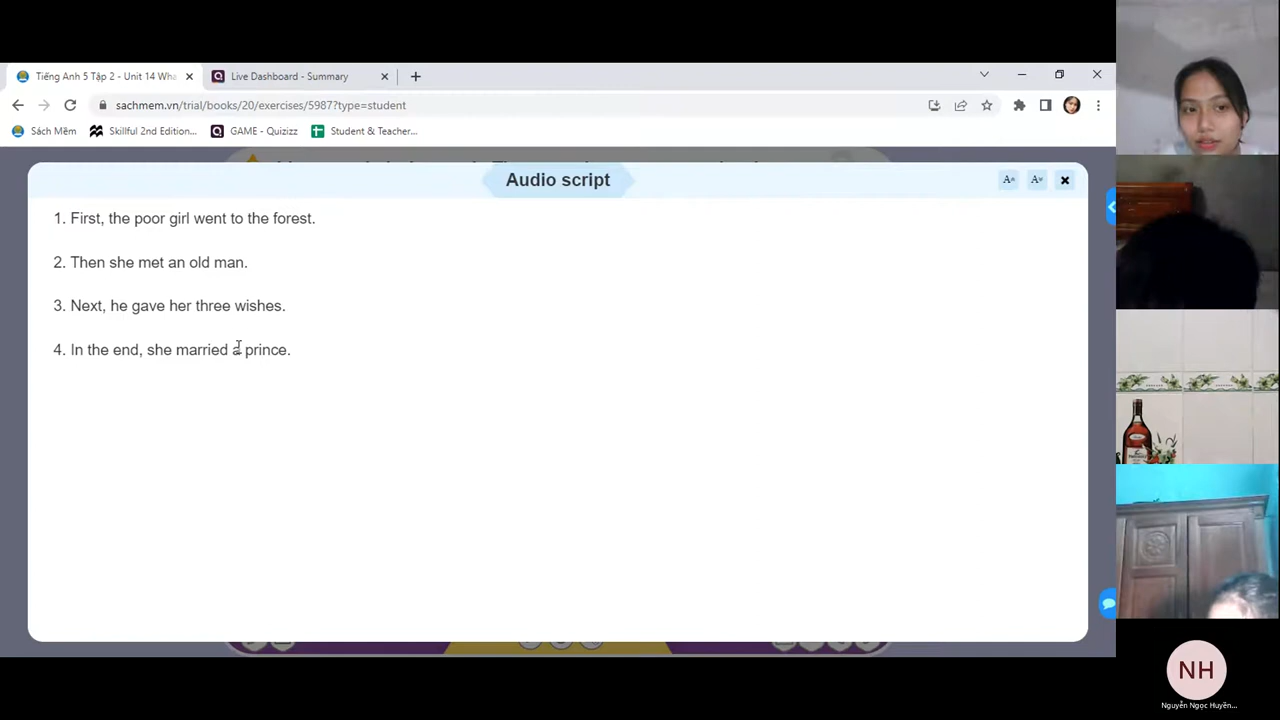 Tiếng Anh 5 Tập 2 - Unit 14 Wha
Live Dashboard - Summary
sachmem.vn/trial/books/20/exercises/5987?type=student
Sách Mềm
Skillful 2nd Edition...
GAME - Quizizz
Student & Teacher...
Audio script
A^
A˅
1. First, the poor girl went to the forest.
2. Then she met an old man.
3. Next, he gave her three wishes.
4. In the end, she married a prince.
NH
Nguyễn Ngọc Huyền...